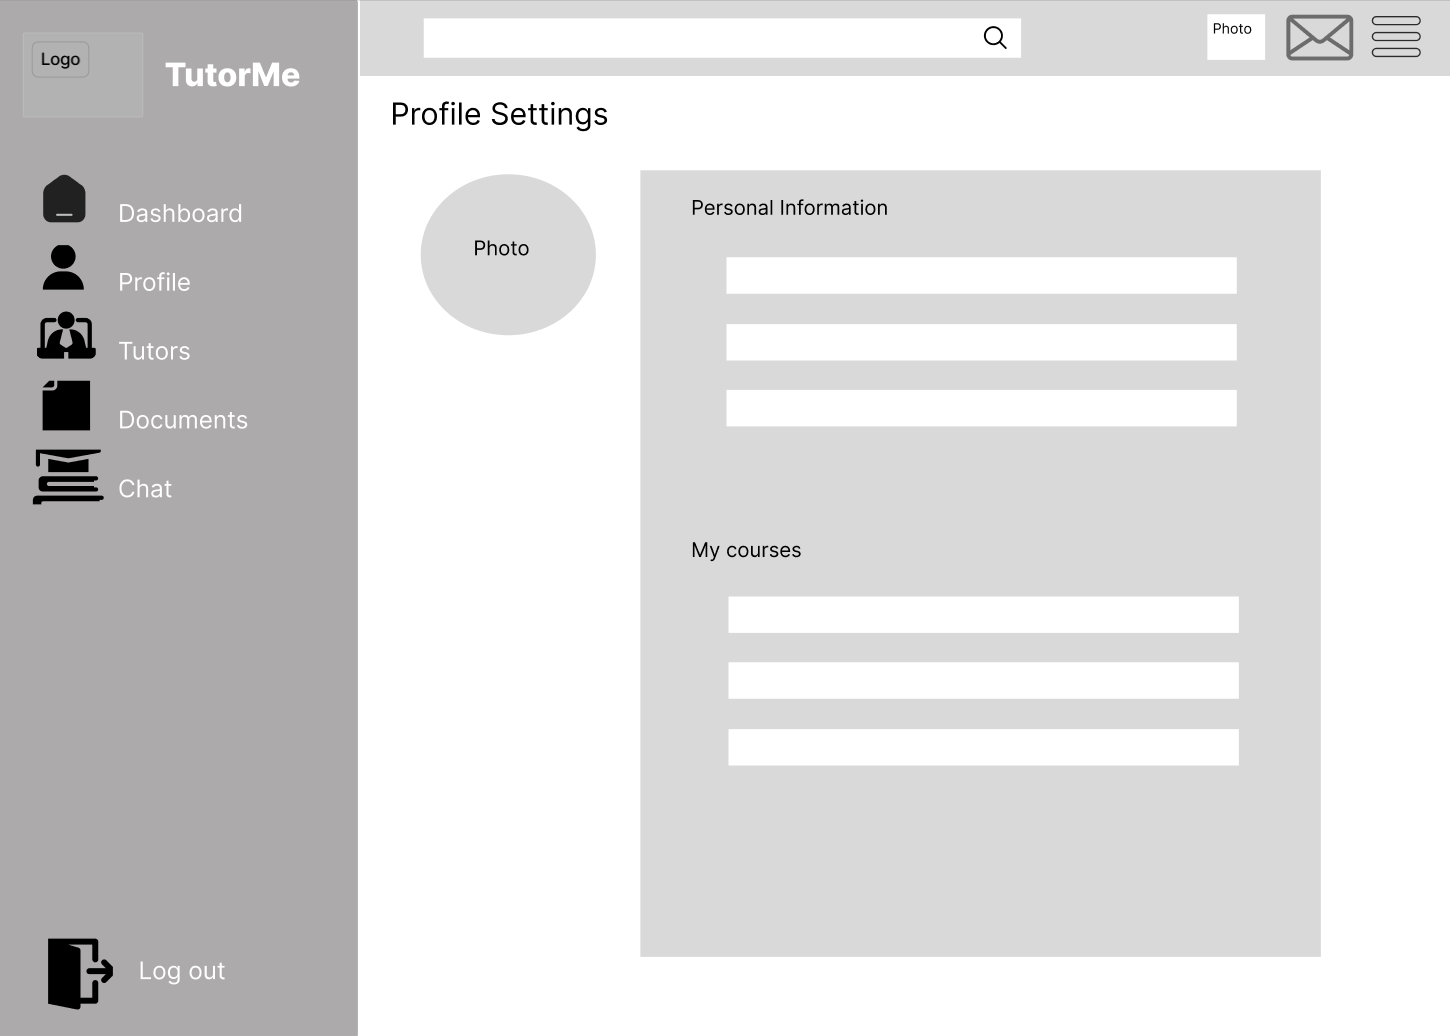 Logo
TutorMe
Dashboard
Profile
Tutors
Documents
Chat
Log out
Photo
Profile Settings
Photo
Personal Information
My courses